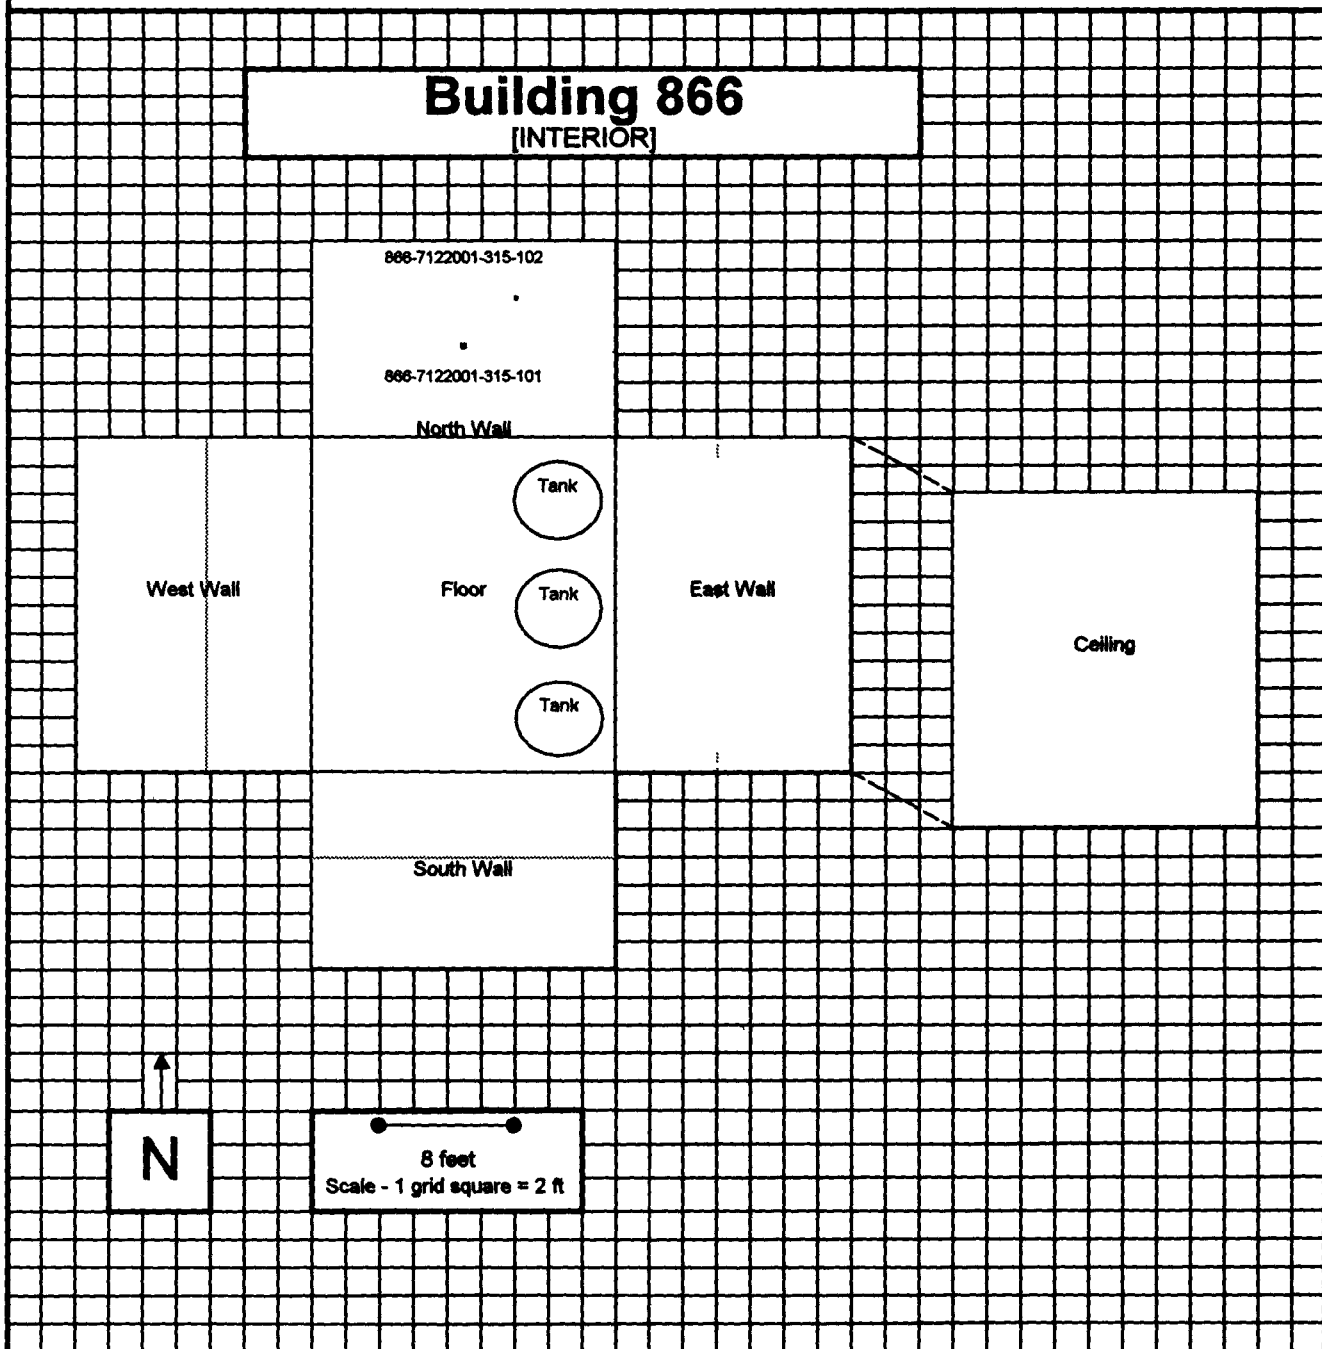 Building 866
[INTERIOR]
866-7122001-315-102
866-7122001-315-101
North Wall
Tank
West Wall
Floor
Tank
East Wall
Ceiling
Tank
South Wall
N
8 feet
Scale - 1 grid square = 2 ft